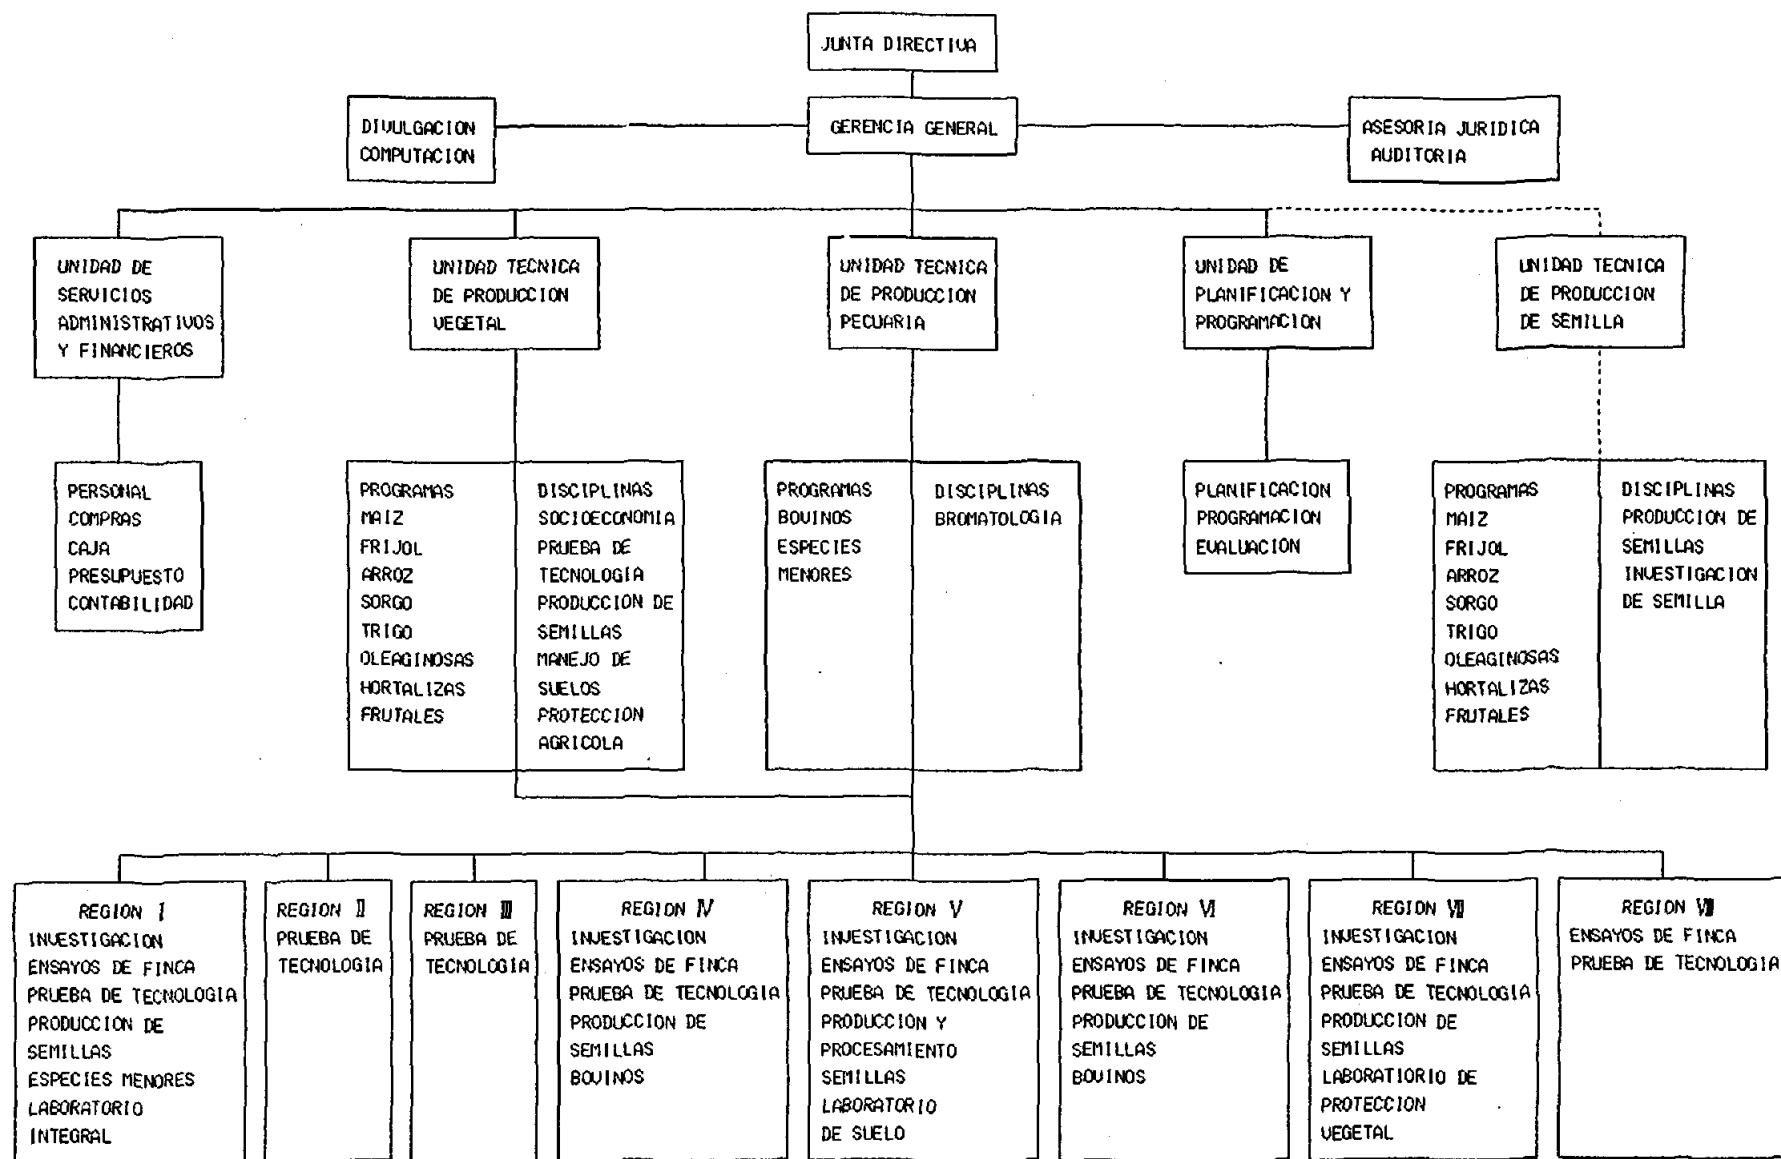 JUNTA DIRECTIVA
DIVULGACION
COMPUTACION
GERENCIA GENERAL
ASESORIA JURIDICA
AUDITORIA
UNIDAD DE
SERVICIOS
ADMINISTRATIVOS
Y FINANCIEROS
UNIDAD TECNICA
DE PRODUCCION
VEGETAL
UNIDAD TECNICA
DE PRODUCCION
PECUARIA
UNIDAD DE
PLANIFICACION Y
PROGRAMACION
UNIDAD TECNICA
DE PRODUCCION
DE SEMILLA
PERSONAL
COMPRAS
CAJA
PRESUPUESTO
CONTABILIDAD
PROGRAMAS
MAIZ
FRIJOL
ARROZ
SORGO
TRIGO
OLEAGINOSAS
HORTALIZAS
FRUTALES
DISCIPLINAS
SOCIOECONOMIA
PRUEBA DE
TECNOLOGIA
PRODUCCION DE
SEMILLAS
MANEJO DE
SUELOS
PROTECCION
AGRICOLA
PROGRAMAS
BOVINOS
ESPECIES
MENORES
DISCIPLINAS
BROMATOLOGIA
PLANIFICACION
PROGRAMACION
EVALUACION
PROGRAMAS
MAIZ
FRIJOL
ARROZ
SORGO
TRIGO
OLEAGINOSAS
HORTALIZAS
FRUTALES
DISCIPLINAS
PRODUCCION DE
SEMILLAS
INVESTIGACION
DE SEMILLA
REGION I
INVESTIGACION
ENSAYOS DE FINCA
PRUEBA DE TECNOLOGIA
PRODUCCION DE
SEMILLAS
ESPECIES MENORES
LABORATORIO
INTEGRAL
REGION II
PRUEBA DE
TECNOLOGIA
REGION III
PRUEBA DE
TECNOLOGIA
REGION IV
INVESTIGACION
ENSAYOS DE FINCA
PRUEBA DE TECNOLOGIA
PRODUCCION DE
SEMILLAS
BOVINOS
REGION V
INVESTIGACION
ENSAYOS DE FINCA
PRUEBA DE TECNOLOGIA
PRODUCCION Y
PROCESAMIENTO
SEMILLAS
LABORATORIO
DE SUELO
REGION VI
INVESTIGACION
ENSAYOS DE FINCA
PRUEBA DE TECNOLOGIA
PRODUCCION DE
SEMILLAS
BOVINOS
REGION VII
INVESTIGACION
ENSAYOS DE FINCA
PRUEBA DE TECNOLOGIA
PRODUCCION DE
SEMILLAS
LABORATIORIO DE
PROTECCION
VEGETAL
REGION VIII
ENSAYOS DE FINCA
PRUEBA DE TECNOLOGIA